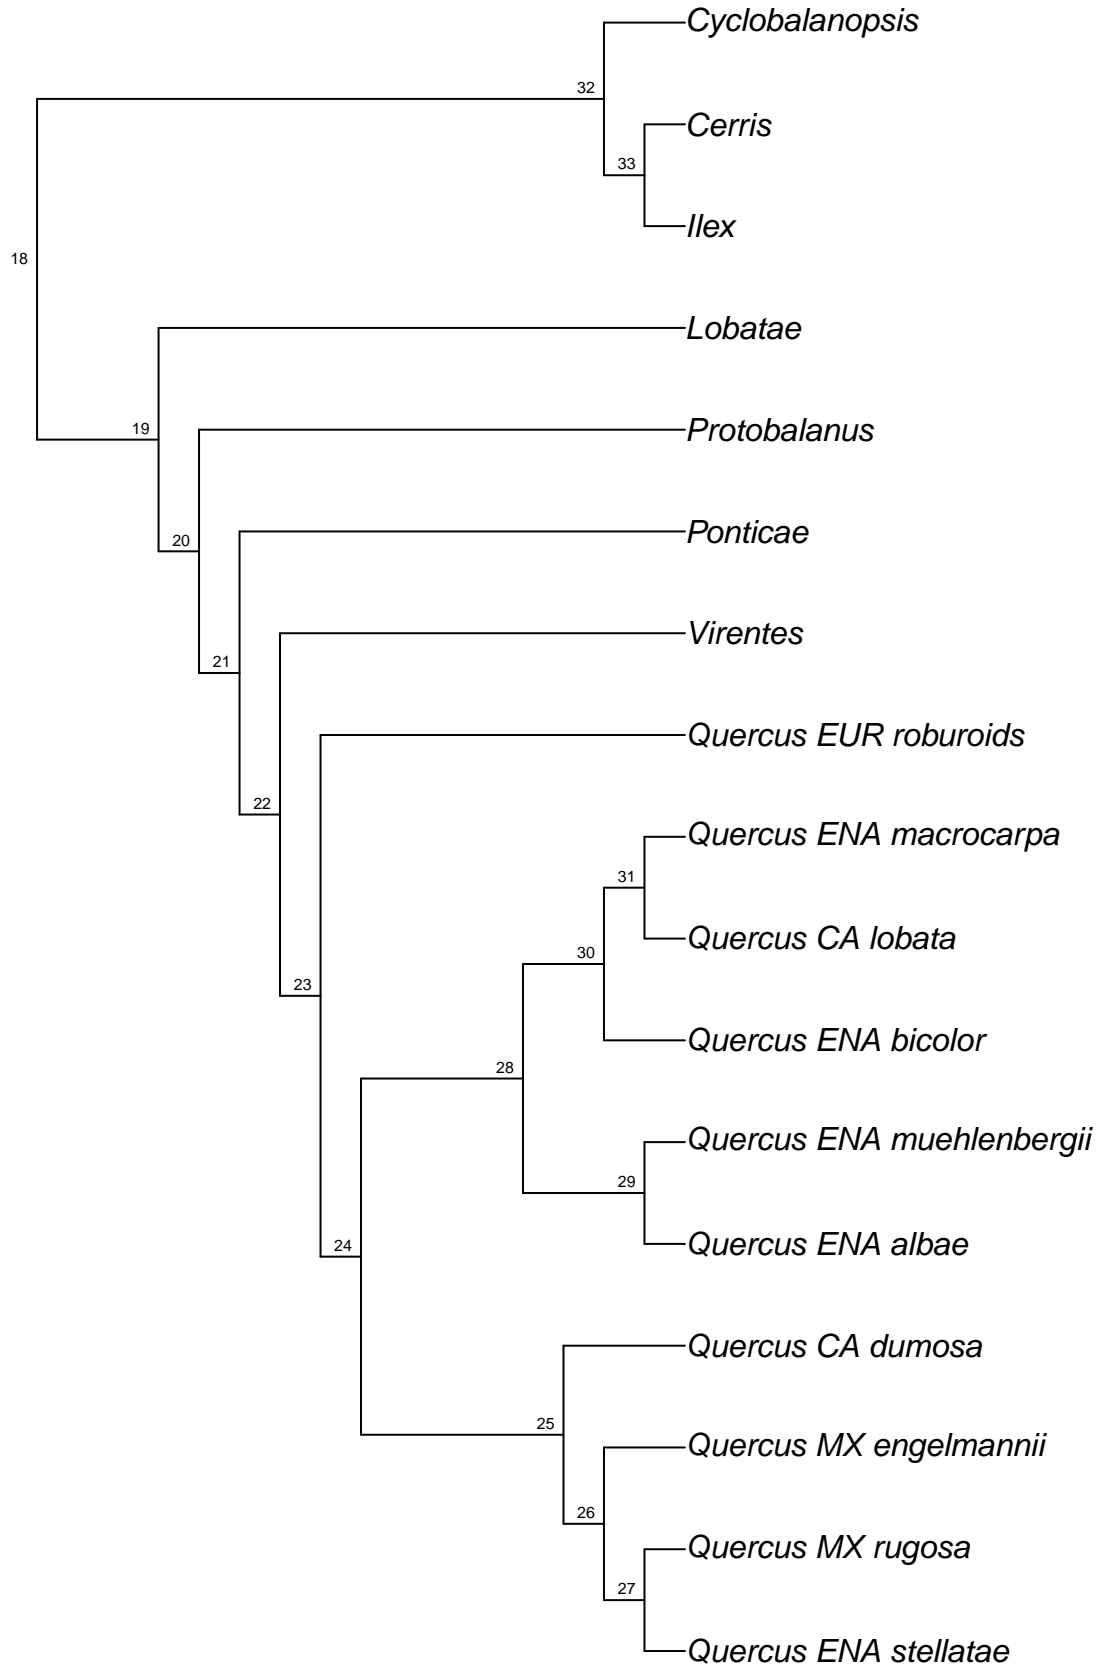 Cyclobalanopsis
32
Cerris
33
Ilex
18
Lobatae
19
Protobalanus
20
Ponticae
21
Virentes
22
Quercus EUR roburoids
Quercus ENA macrocarpa
31
Quercus CA lobata
30
23
Quercus ENA bicolor
28
Quercus ENA muehlenbergii
29
Quercus ENA albae
24
Quercus CA dumosa
25
Quercus MX engelmannii
26
Quercus MX rugosa
27
Quercus ENA stellatae